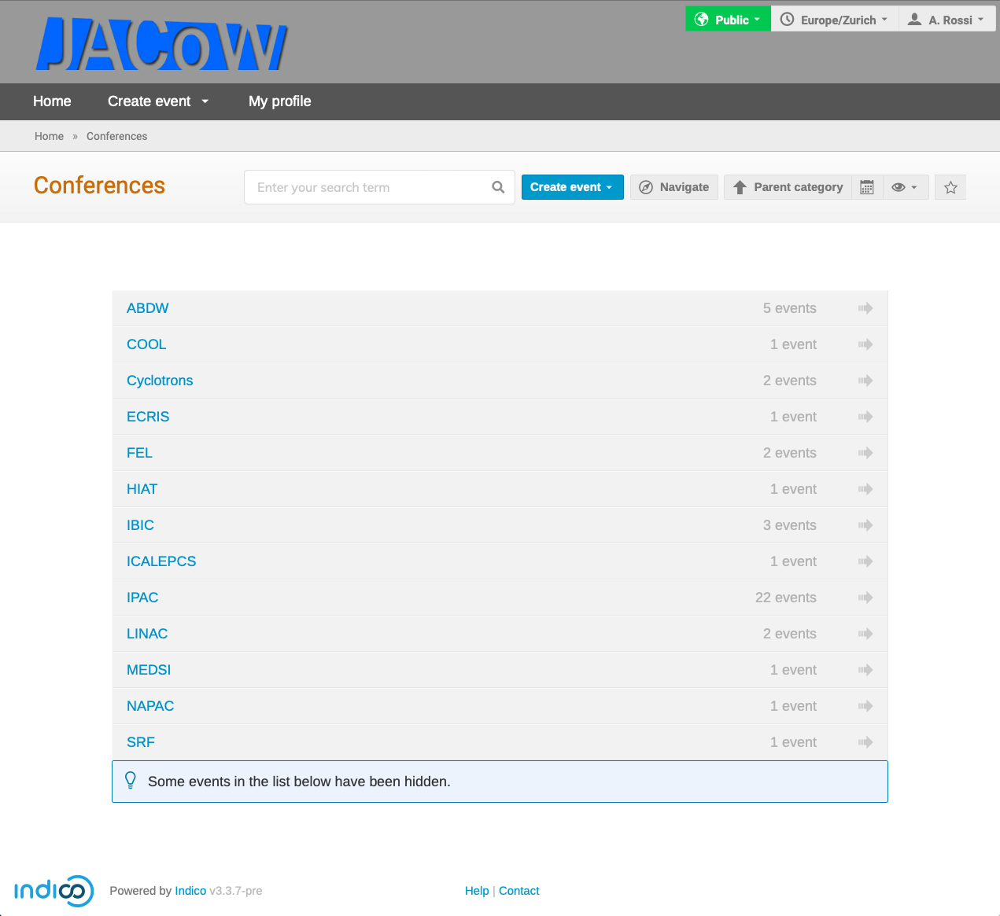 JACoW
Public
Europe/Zurich
A. Rossi
Home
Create event
My profile
Home » Conferences
Conferences
Enter your search term
Create event
Navigate
Parent category
ABDW 5 events
COOL 1 event
Cyclotrons 2 events
ECRIS 1 event
FEL 2 events
HIAT 1 event
IBIC 3 events
ICALEPCS 1 event
IPAC 22 events
LINAC 2 events
MEDSI 1 event
NAPAC 1 event
SRF 1 event
Some events in the list below have been hidden.
indico Powered by Indico v3.3.7-pre
Help | Contact